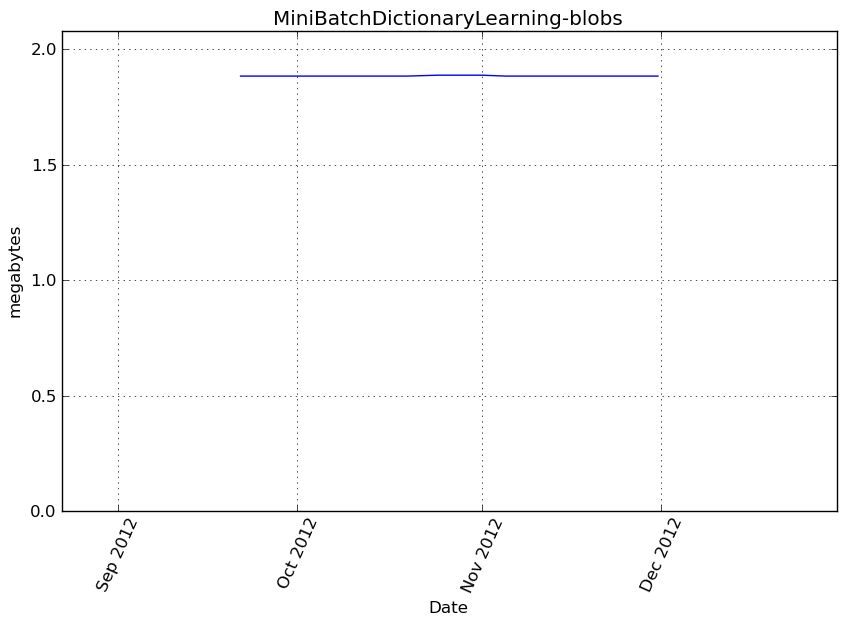 MiniBatchDictionaryLearning-blobs
2.0
1.5
1.0
0.5
0.0
megabytes
Sep 2012
Oct 2012
Nov 2012
Dec 2012
Date